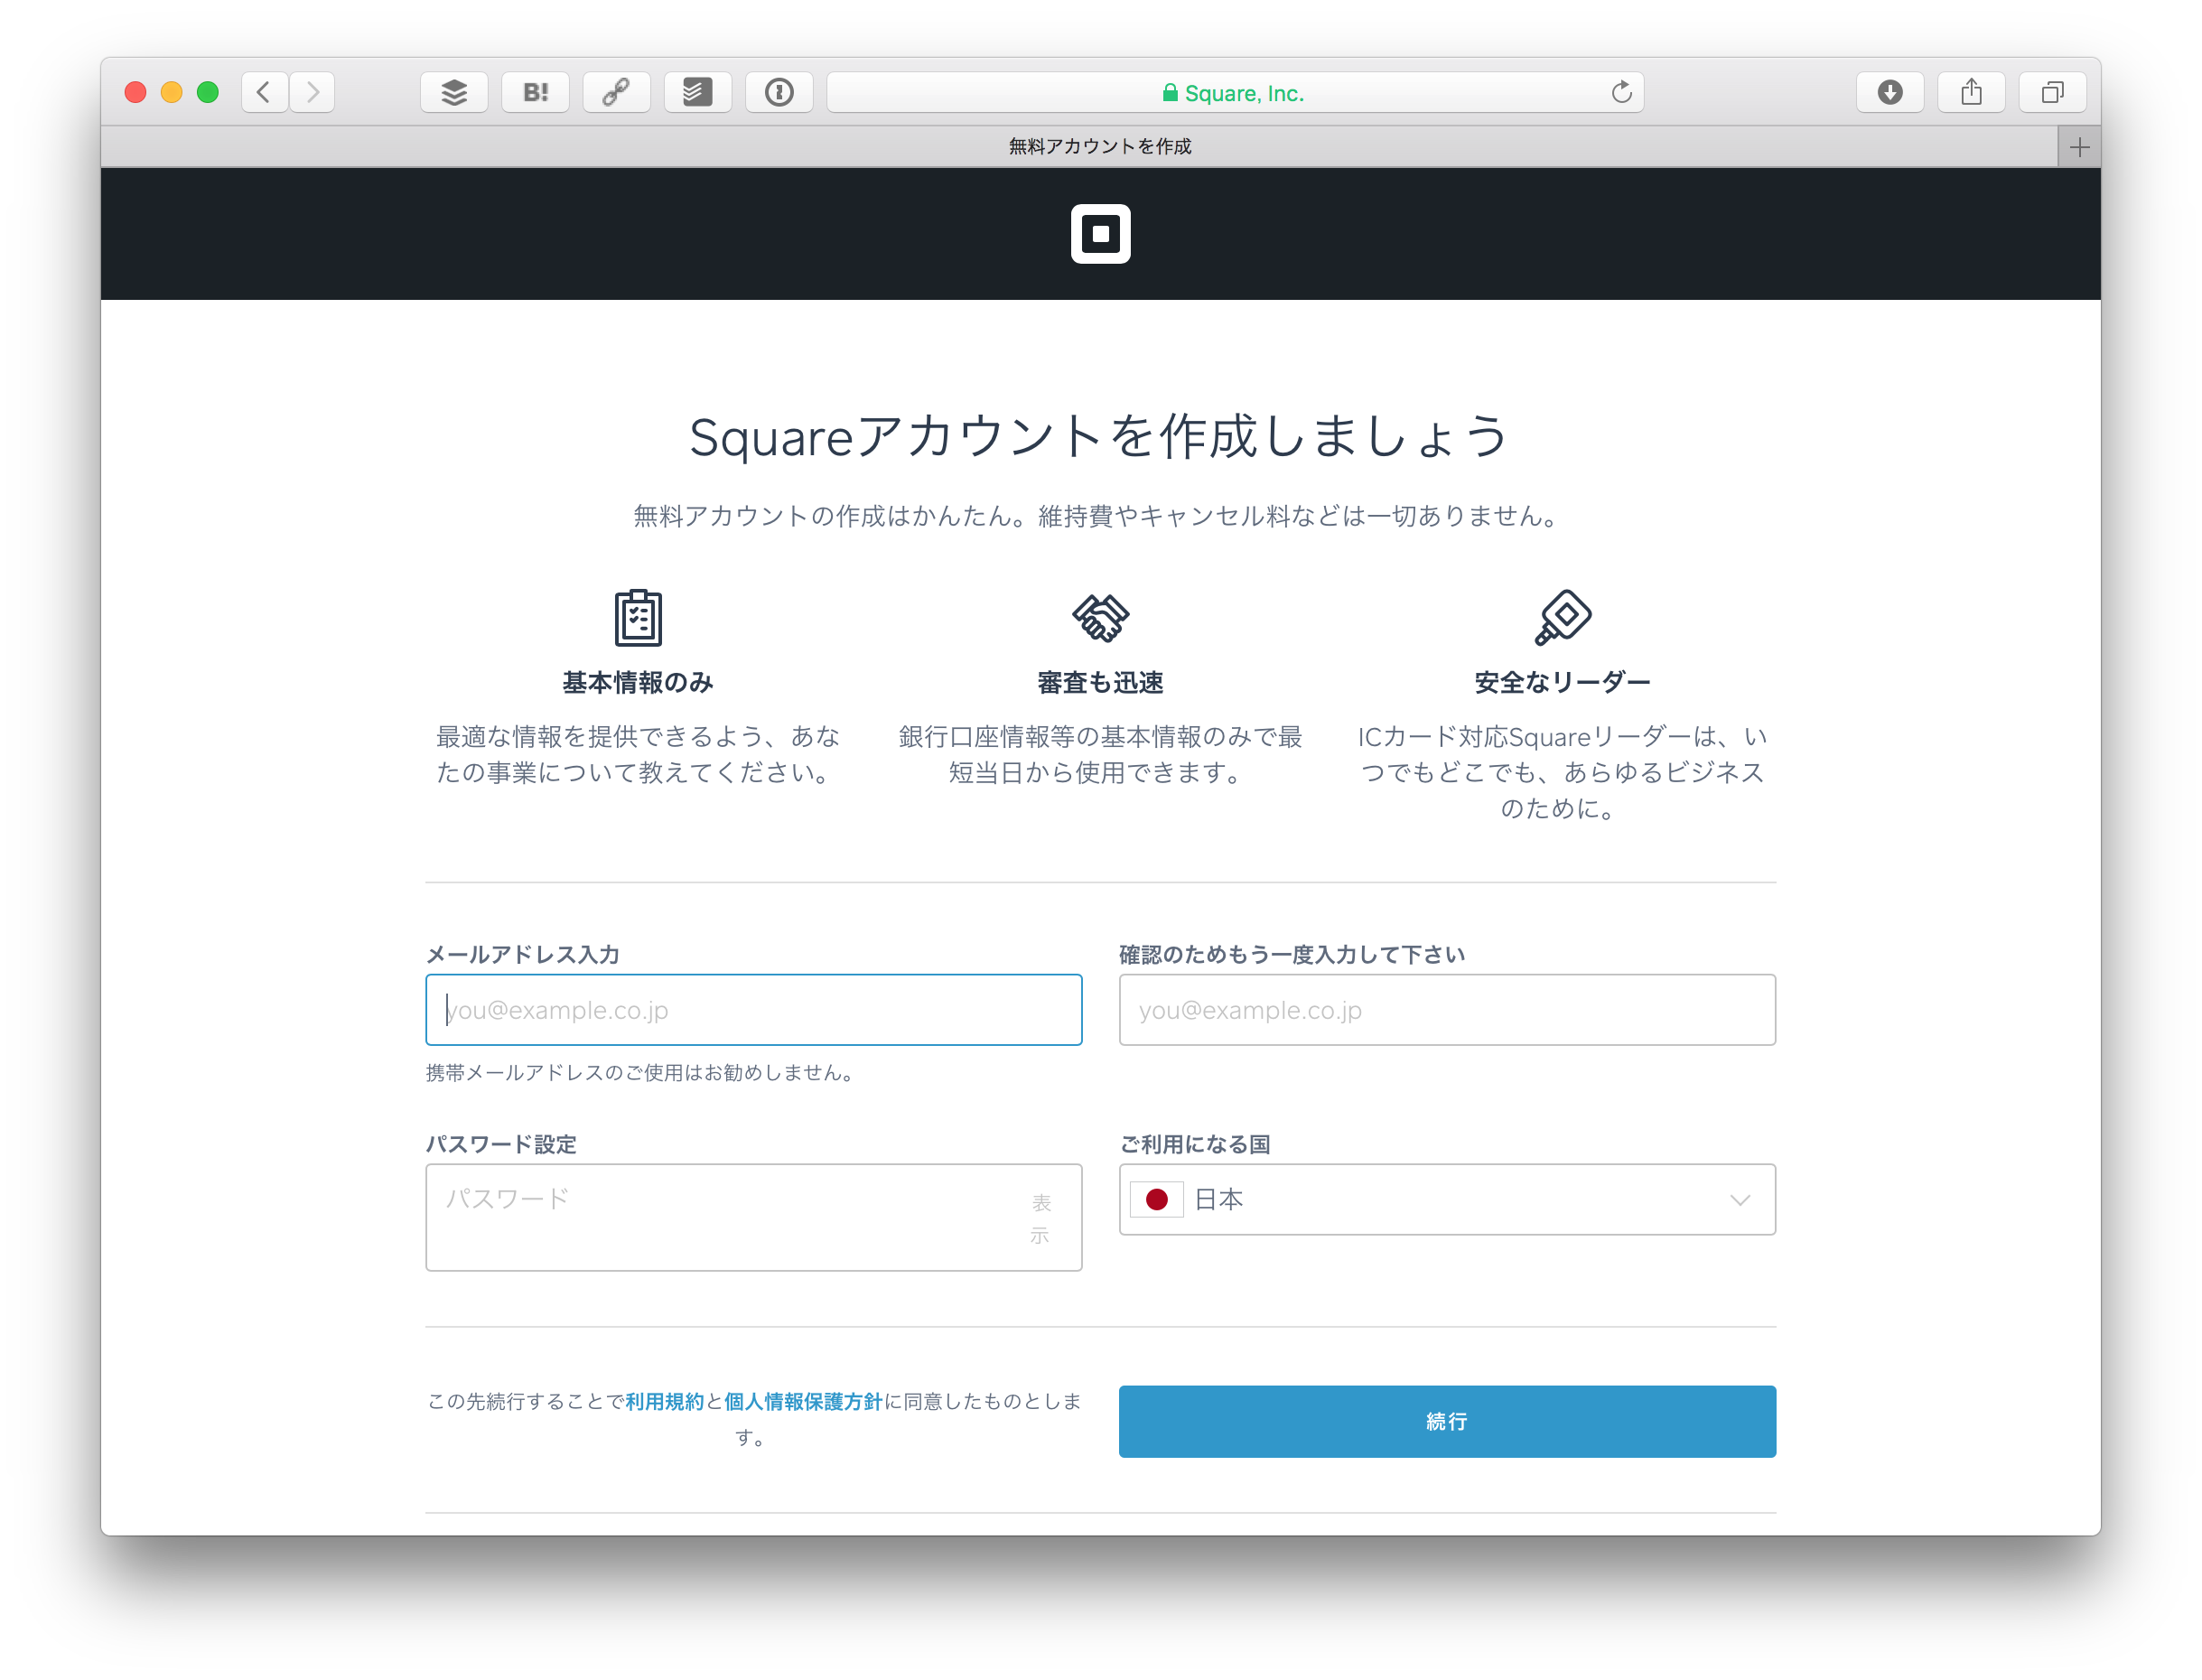 B!
Square, Inc.
無料アカウントを作成
Squareアカウントを作成しましょう
無料アカウントの作成はかんたん。維持費やキャンセル料などは一切ありません。
基本情報のみ
最適な情報を提供できるよう、あな
たの事業について教えてください。
審査も迅速
銀行口座情報等の基本情報のみで最
短当日から使用できます。
安全なリーダー
ICカード対応Squareリーダーは、い
つでもどこでも、あらゆるビジネス
のために。
メールアドレス入力
you@example.co.jp
携帯メールアドレスのご使用はお勧めしません。
確認のためもう一度入力して下さい
you@example.co.jp
パスワード設定
パスワード
表
示
ご利用になる国
日本
この先続行することで利用規約と個人情報保護方針に同意したものとしま
す。
続行